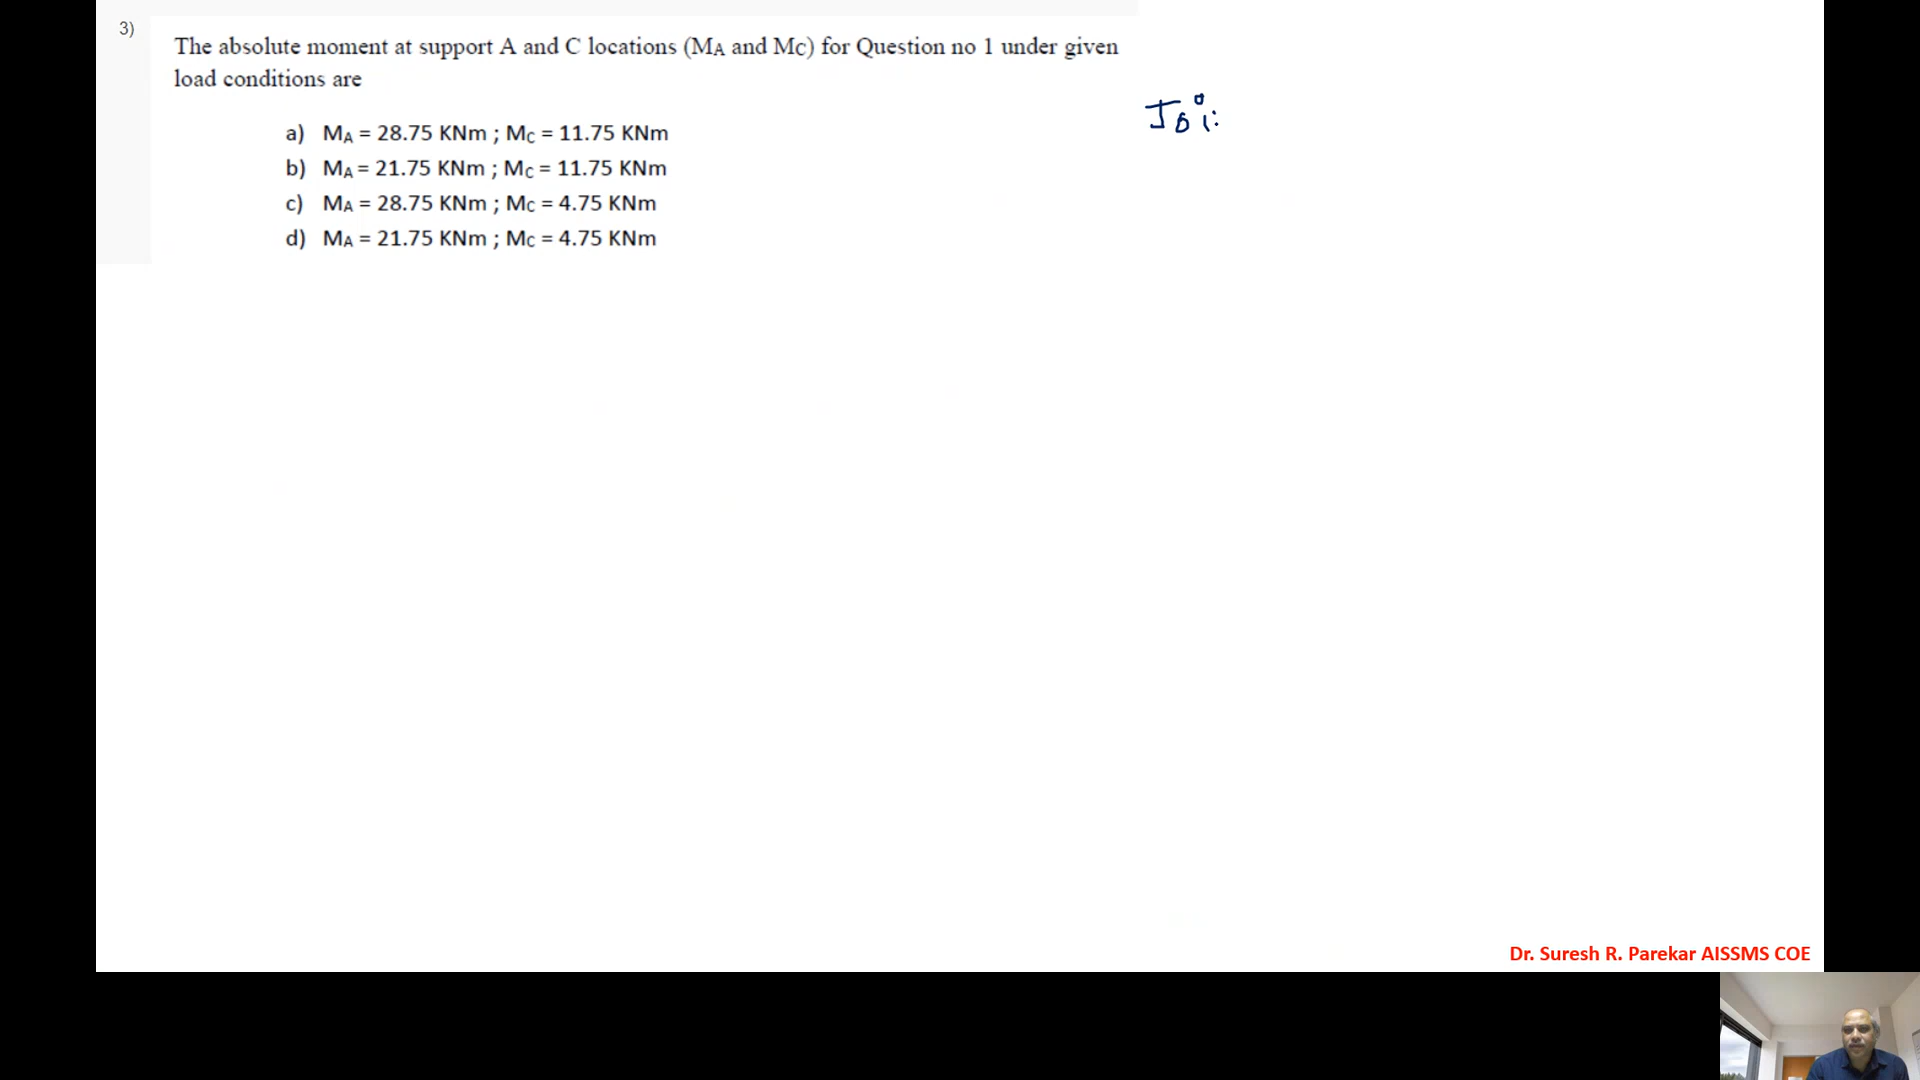 3)
The absolute moment at support A and C locations (MA and MC) for Question no 1 under given
load conditions are
a) MA = 28.75 KNm ; MC = 11.75 KNm
b) MA = 21.75 KNm ; MC = 11.75 KNm
c) MA = 28.75 KNm ; MC = 4.75 KNm
d) MA = 21.75 KNm ; MC = 4.75 KNm
Dr. Suresh R. Parekar AISSMS COE